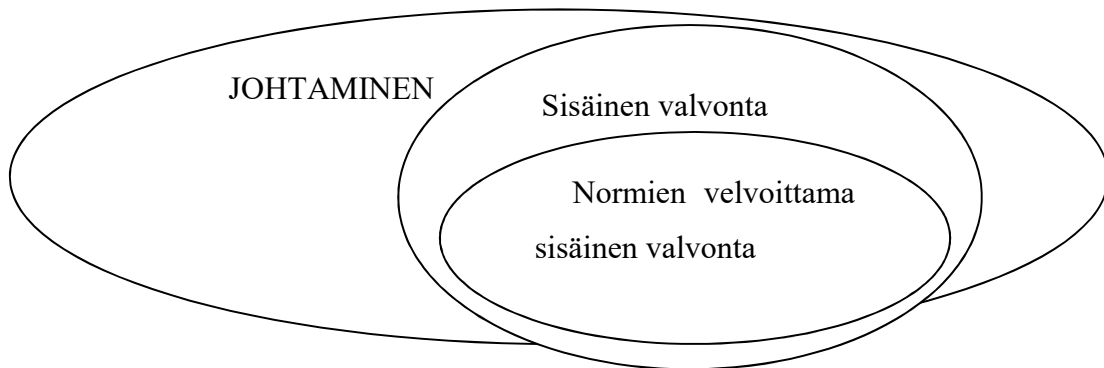 JOHTAMINEN
Sisäinen valvonta
Normien velvoittama
sisäinen valvonta